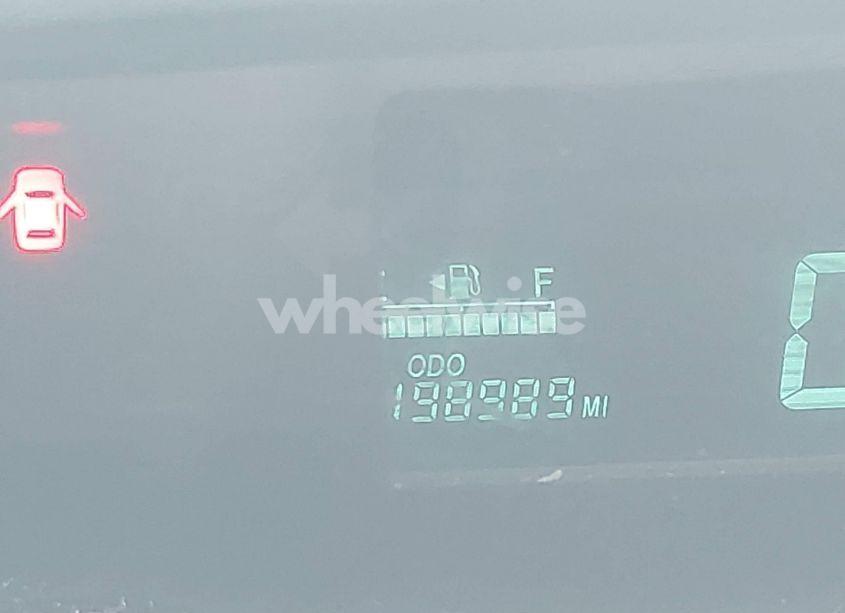 F
wheelwise
ODO
198989 MI